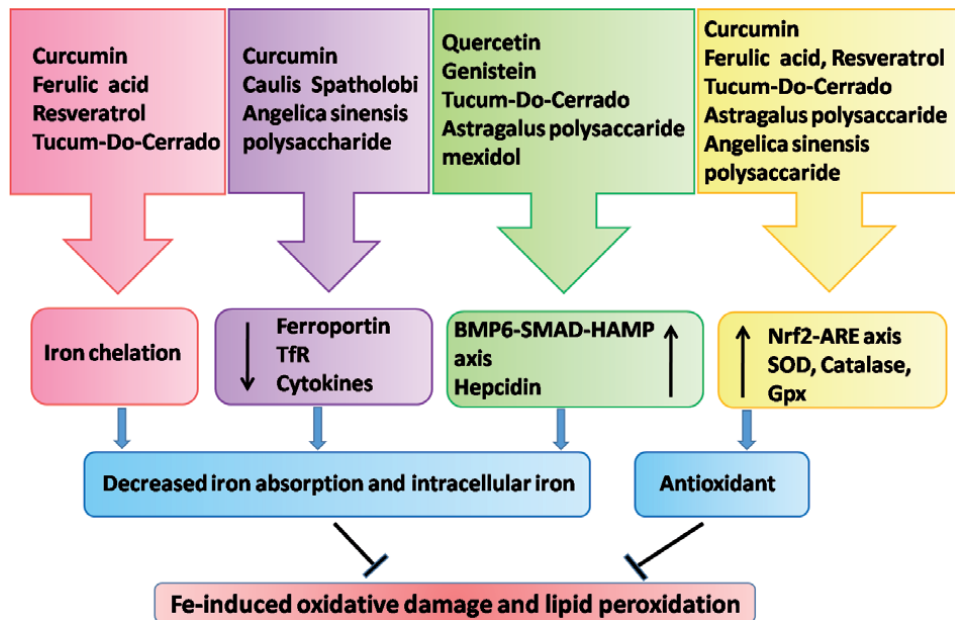 Curcumin
Ferulic acid
Resveratrol
Tucum-Do-Cerrado
Curcumin
Caulis Spatholobi
Angelica sinensis
polysaccharide
Quercetin
Genistein
Tucum-Do-Cerrado
Astragalus polysaccaride
mexidol
Curcumin
Ferulic acid, Resveratrol
Tucum-Do-Cerrado
Astragalus polysaccaride
Angelica sinensis
polysaccaride
Iron chelation
Ferroportin
TfR
Cytokines
BMP6-SMAD-HAMP
axis
Hepcidin
Nrf2-ARE axis
SOD, Catalase,
Gpx
Decreased iron absorption and intracellular iron
Antioxidant
Fe-induced oxidative damage and lipid peroxidation